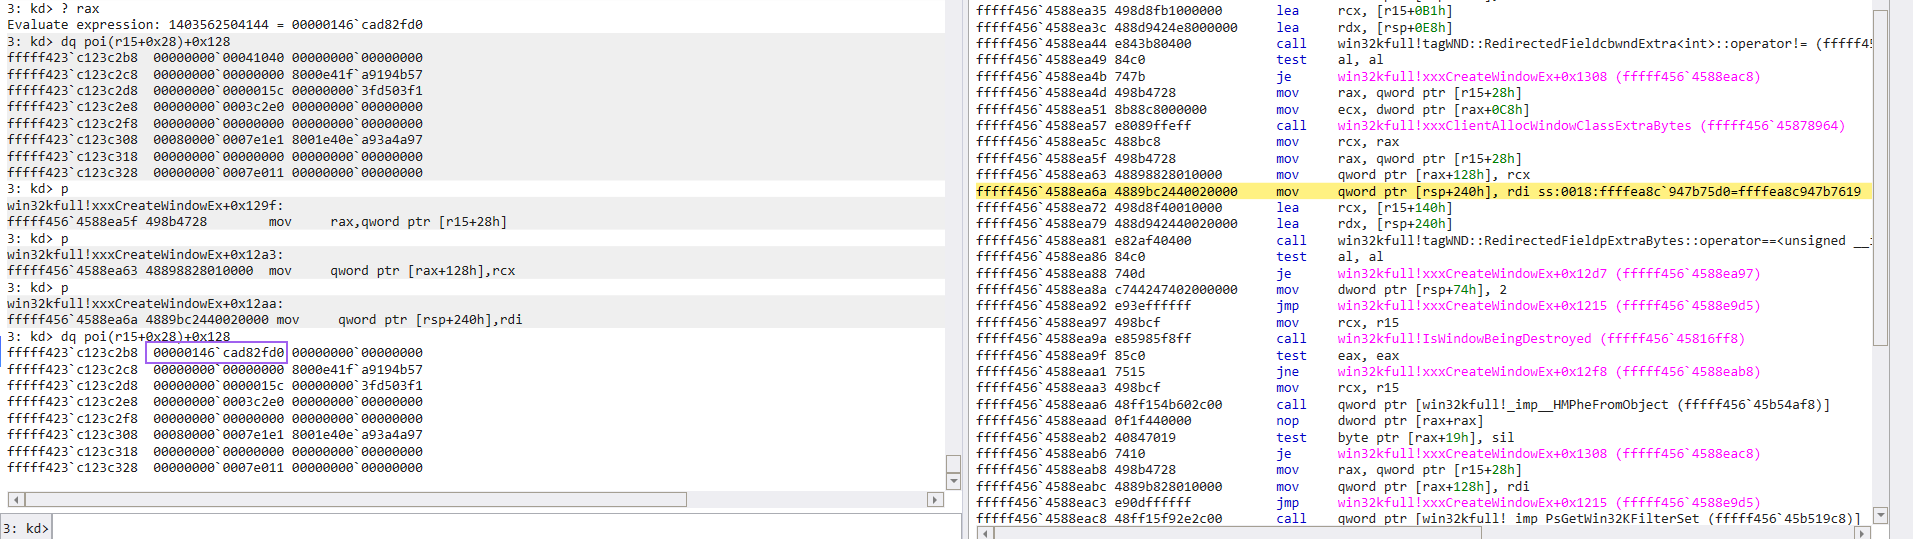 3: kd> ? rax
Evaluate expression: 1403562504144 = 00000146`cad82fd0
3: kd> dq poi(r15+0x28)+0x128
fffff423`c123c2b8  00000000`00041040 00000000`00000000
fffff423`c123c2c8  00000000`00000000 8000e41f`a9194b57
fffff423`c123c2d8  00000000`0000015c 00000000`3fd503f1
fffff423`c123c2e8  00000000`0003c2e0 00000000`00000000
fffff423`c123c2f8  00000000`00000000 00000000`00000000
fffff423`c123c308  00080000`0007e1e1 8001e40e`a93a4a97
fffff423`c123c318  00000000`00000000 00000000`00000000
fffff423`c123c328  00000000`0007e011 00000000`00000000
3: kd> p
win32kfull!xxxCreateWindowEx+0x129f:
fffff456`4588ea5f 498b4728        mov     rax,qword ptr [r15+28h]
3: kd> p
win32kfull!xxxCreateWindowEx+0x12a3:
fffff456`4588ea63 48898828010000  mov     qword ptr [rax+128h],rcx
3: kd> p
win32kfull!xxxCreateWindowEx+0x12aa:
fffff456`4588ea6a 4889bc2440020000 mov     qword ptr [rsp+240h],rdi
3: kd> dq poi(r15+0x28)+0x128
fffff423`c123c2b8  00000146`cad82fd0 00000000`00000000
fffff423`c123c2c8  00000000`00000000 8000e41f`a9194b57
fffff423`c123c2d8  00000000`0000015c 00000000`3fd503f1
fffff423`c123c2e8  00000000`0003c2e0 00000000`00000000
fffff423`c123c2f8  00000000`00000000 00000000`00000000
fffff423`c123c308  00080000`0007e1e1 8001e40e`a93a4a97
fffff423`c123c318  00000000`00000000 00000000`00000000
fffff423`c123c328  00000000`0007e011 00000000`00000000
3: kd>
fffff456`4588ea35 498d8fb1000000   lea     rcx, [r15+0B1h]
fffff456`4588ea3c 488d9424e8000000 lea     rdx, [rsp+0E8h]
fffff456`4588ea44 e843b80400       call    win32kfull!tagWND::RedirectedFieldcbwndExtra<int>::operator!= (fffff45
fffff456`4588ea49 84c0             test    al, al
fffff456`4588ea4b 747b             je      win32kfull!xxxCreateWindowEx+0x1308 (fffff456`4588eac8)
fffff456`4588ea4d 498b4728         mov     rax, qword ptr [r15+28h]
fffff456`4588ea51 8b88c8000000     mov     ecx, dword ptr [rax+0C8h]
fffff456`4588ea57 e8089ffeff       call    win32kfull!xxxClientAllocWindowClassExtraBytes (fffff456`45878964)
fffff456`4588ea5c 488bc8           mov     rcx, rax
fffff456`4588ea5f 498b4728         mov     rax, qword ptr [r15+28h]
fffff456`4588ea63 48898828010000   mov     qword ptr [rax+128h], rcx
fffff456`4588ea6a 4889bc2440020000 mov     qword ptr [rsp+240h], rdi ss:0018:ffffea8c`947b75d0=ffffea8c947b7619
fffff456`4588ea72 498d8f40010000   lea     rcx, [r15+140h]
fffff456`4588ea79 488d942440020000 lea     rdx, [rsp+240h]
fffff456`4588ea81 e82af40400       call    win32kfull!tagWND::RedirectedFieldpExtraBytes::operator==<unsigned __i
fffff456`4588ea86 84c0             test    al, al
fffff456`4588ea88 740d             je      win32kfull!xxxCreateWindowEx+0x12d7 (fffff456`4588ea97)
fffff456`4588ea8a c744247402000000 mov     dword ptr [rsp+74h], 2
fffff456`4588ea92 e93effffff       jmp     win32kfull!xxxCreateWindowEx+0x1215 (fffff456`4588e9d5)
fffff456`4588ea97 498bcf           mov     rcx, r15
fffff456`4588ea9a e85985f8ff       call    win32kfull!IsWindowBeingDestroyed (fffff456`45816ff8)
fffff456`4588ea9f 85c0             test    eax, eax
fffff456`4588eaa1 7515             jne     win32kfull!xxxCreateWindowEx+0x12f8 (fffff456`4588eab8)
fffff456`4588eaa3 498bcf           mov     rcx, r15
fffff456`4588eaa6 48ff154b602c00   call    qword ptr [win32kfull!_imp__HMPheFromObject (fffff456`45b54af8)]
fffff456`4588eaad 0f1f440000       nop     dword ptr [rax+rax]
fffff456`4588eab2 40847019         test    byte ptr [rax+19h], sil
fffff456`4588eab6 7410             je      win32kfull!xxxCreateWindowEx+0x1308 (fffff456`4588eac8)
fffff456`4588eab8 498b4728         mov     rax, qword ptr [r15+28h]
fffff456`4588eabc 4889b828010000   mov     qword ptr [rax+128h], rdi
fffff456`4588eac3 e90dffffff       jmp     win32kfull!xxxCreateWindowEx+0x1215 (fffff456`4588e9d5)
fffff456`4588eac8 48ff15f92e2c00   call    qword ptr [win32kfull!_imp_PsGetWin32KFilterSet (fffff456`45b519c8)]